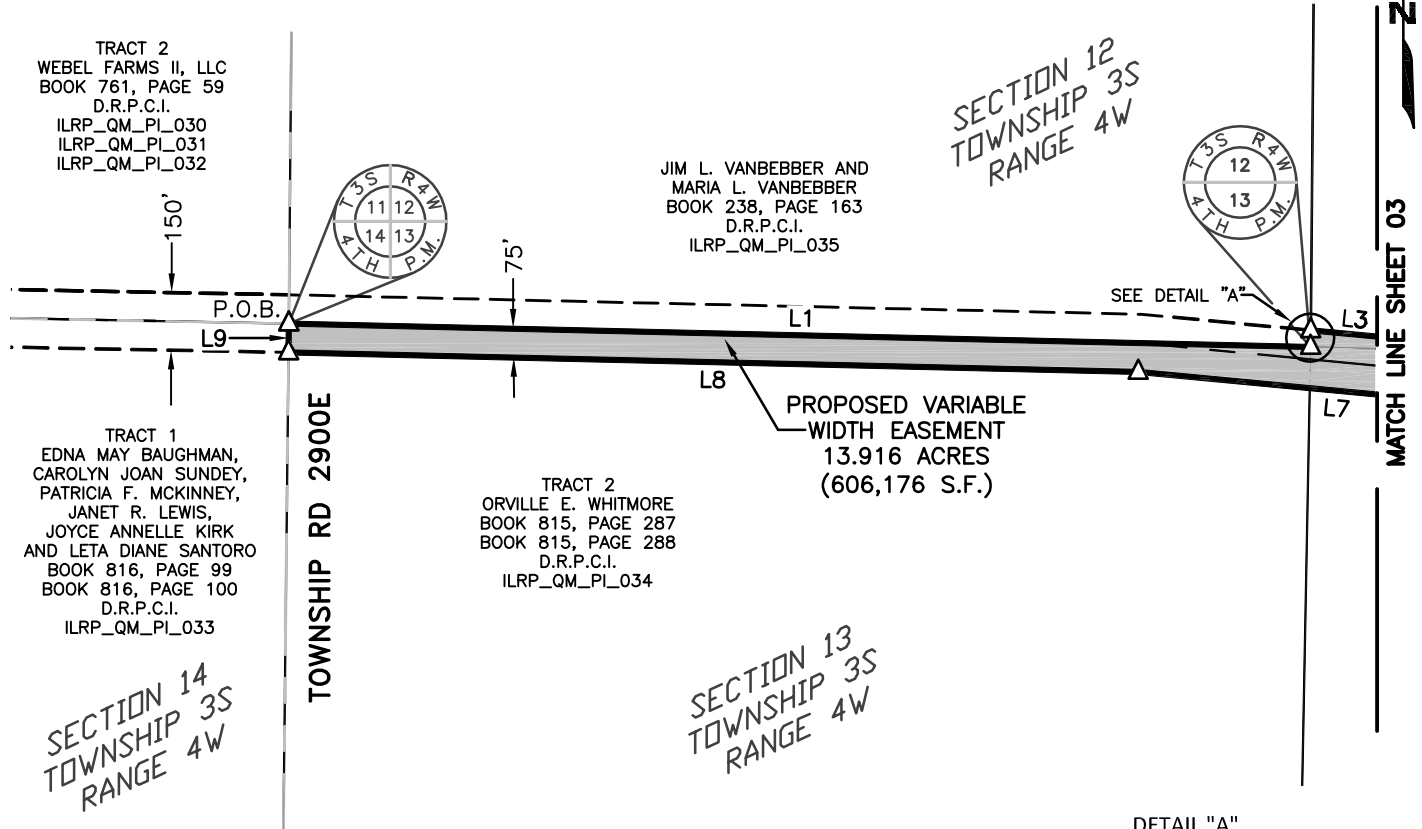 TRACT 2
WEBEL FARMS II, LLC
BOOK 761, PAGE 59
D.R.P.C.I.
ILRP_QM_PI_030
ILRP_QM_PI_031
ILRP_QM_PI_032
150'
T3S R4W
11 12
14 13
4TH P.M.
JIM L. VANBEBBER AND
MARIA L. VANBEBBER
BOOK 238, PAGE 163
D.R.P.C.I.
ILRP_QM_PI_035
75'
SECTION 12
TOWNSHIP 3S
RANGE 4W
T3S R4W
12
13
4TH P.M.
N
MATCH LINE SHEET 03
P.O.B.
L1
SEE DETAIL "A"
L3
L9
L8
L7
PROPOSED VARIABLE
WIDTH EASEMENT
13.916 ACRES
(606,176 S.F.)
TRACT 1
EDNA MAY BAUGHMAN,
CAROLYN JOAN SUNDEY,
PATRICIA F. MCKINNEY,
JANET R. LEWIS,
JOYCE ANNELLE KIRK
AND LETA DIANE SANTORO
BOOK 816, PAGE 99
BOOK 816, PAGE 100
D.R.P.C.I.
ILRP_QM_PI_033
TOWNSHIP RD 2900E
TRACT 2
ORVILLE E. WHITMORE
BOOK 815, PAGE 287
BOOK 815, PAGE 288
D.R.P.C.I.
ILRP_QM_PI_034
SECTION 14
TOWNSHIP 3S
RANGE 4W
SECTION 13
TOWNSHIP 3S
RANGE 4W
DETAIL "A"